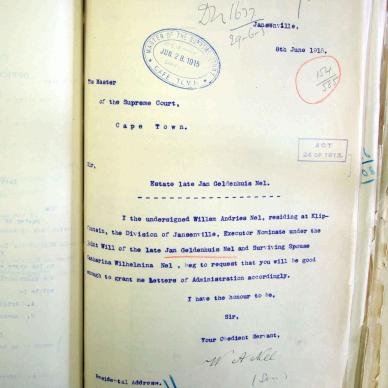 Jansenville,
8th June 1915.
MASTER OF THE SUPREME COURT
JUN 28 1915
CAPE TOWN
154
The Master
of the Supreme Court,
Cape Town.
ACT
24 OF 1913.
Sir,
Estate late Jan Geldenhuis Nel.
I the undersigned Willem Andries Nel, residing at Klip-
fontein, the Division of Jansenville, Executor Nominate under the
Joint Will of the late Jan Geldenhuis Nel and Surviving Spouse
Catharina Wilhelmina Nel , beg to request that you will be good
enough to grant me Letters of Administration accordingly.
I have the honour to be,
Sir,
Your Obedient Servant,
W A Nel
(Son)
Residential Address.